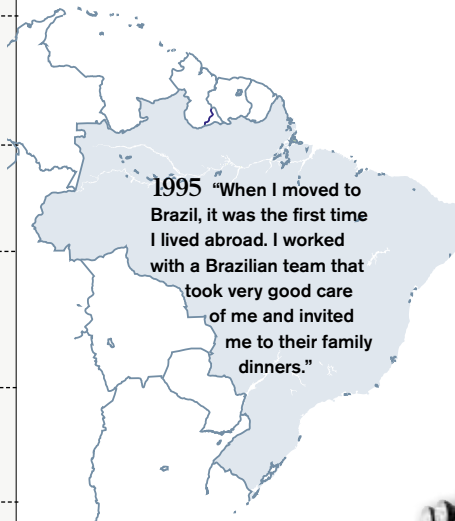 1995 “When I moved to
Brazil, it was the first time
I lived abroad. I worked
with a Brazilian team that
took very good care
of me and invited
me to their family
dinners.”